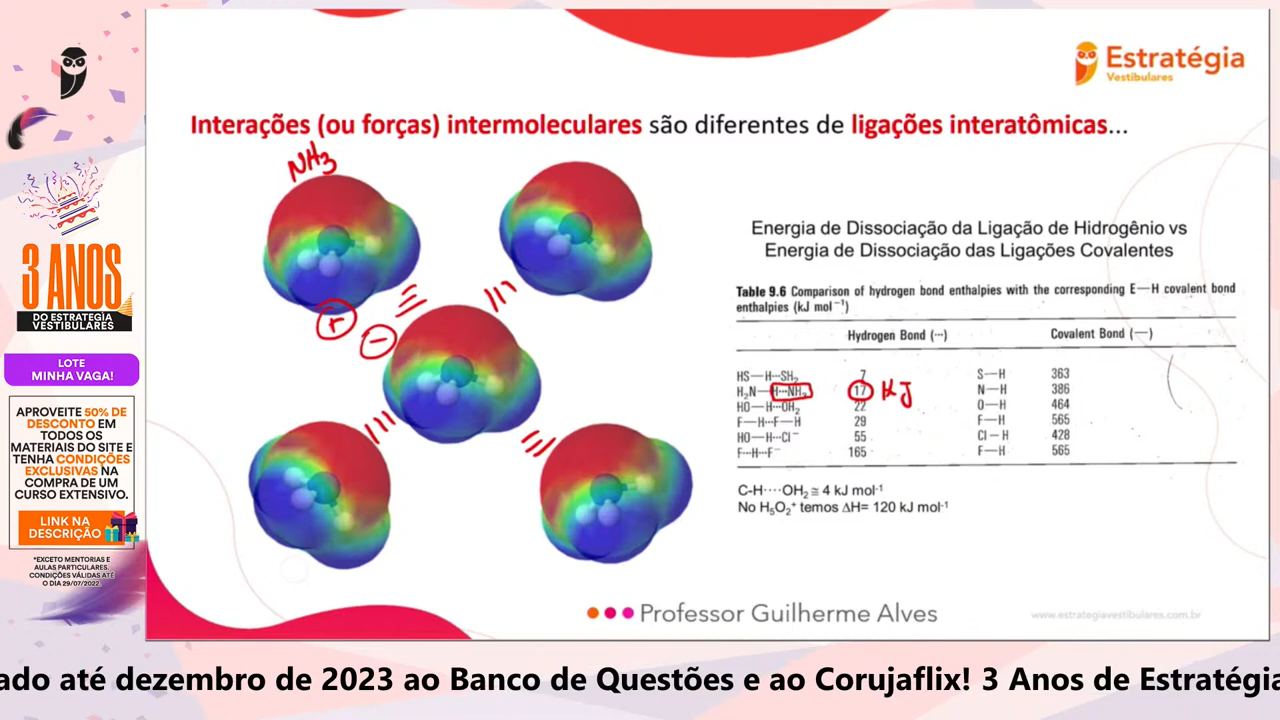 Estratégia
Vestibulares
Interações (ou forças) intermoleculares são diferentes de ligações interatômicas...
NH3
+
−
Energia de Dissociação da Ligação de Hidrogênio vs
Energia de Dissociação das Ligações Covalentes
Table 9.6 Comparison of hydrogen bond enthalpies with the corresponding E—H covalent bond
enthalpies (kJ mol⁻¹)
Hydrogen Bond (···) Covalent Bond (—)
HS—H···SH₂ 7 S—H 363
H₂N—H···NH₃ 17 KJ N—H 386
HO—H···OH₂ 22 O—H 464
F—H···F—H 29 F—H 565
HO—H···Cl⁻ 55 Cl—H 428
F···H···F⁻ 165 F—H 565
C-H····OH₂ ≅ 4 kJ mol⁻¹
No H₅O₂⁺ temos ΔH= 120 kJ mol⁻¹
Professor Guilherme Alves
www.estrategiavestibulares.com.br
3 ANOS
DO ESTRATEGIA
VESTIBULARES
LOTE
MINHA VAGA!
APROVEITE 50% DE
DESCONTO EM
TODOS OS
MATERIAIS DO SITE E
TENHA CONDIÇÕES
EXCLUSIVAS NA
COMPRA DE UM
CURSO EXTENSIVO.
LINK NA
DESCRIÇÃO
*EXCETO MENTORIAS E
AULAS PARTICULARES.
CONDIÇÕES VÁLIDAS ATÉ
O DIA 29/07/2022.
ado até dezembro de 2023 ao Banco de Questões e ao Corujaflix! 3 Anos de Estratégia